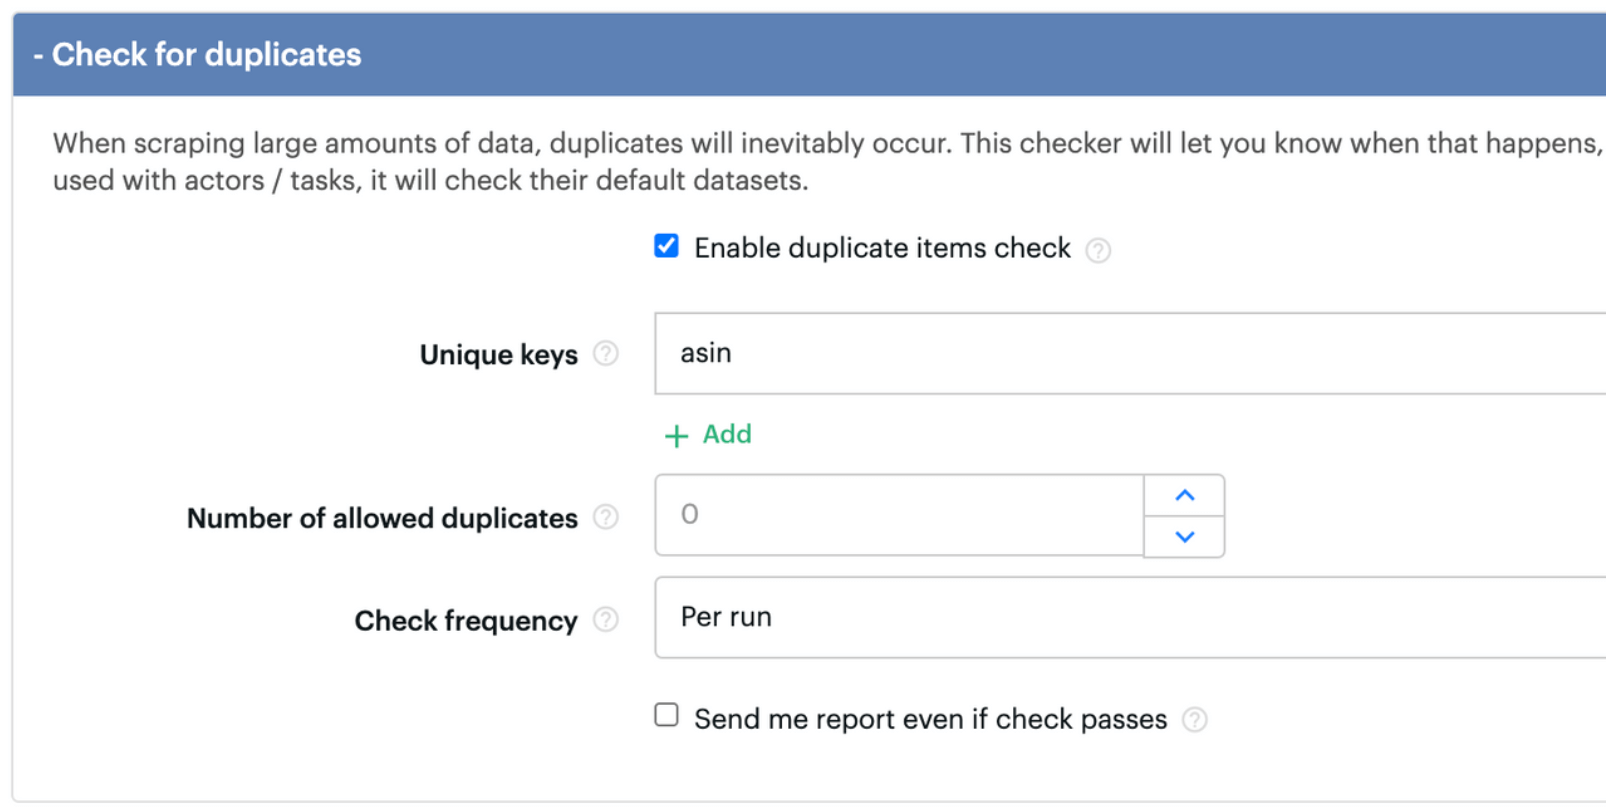 - Check for duplicates
When scraping large amounts of data, duplicates will inevitably occur. This checker will let you know when that happens,
used with actors / tasks, it will check their default datasets.
Enable duplicate items check ?
Unique keys ? asin
+ Add
Number of allowed duplicates ? 0
Check frequency ? Per run
Send me report even if check passes ?